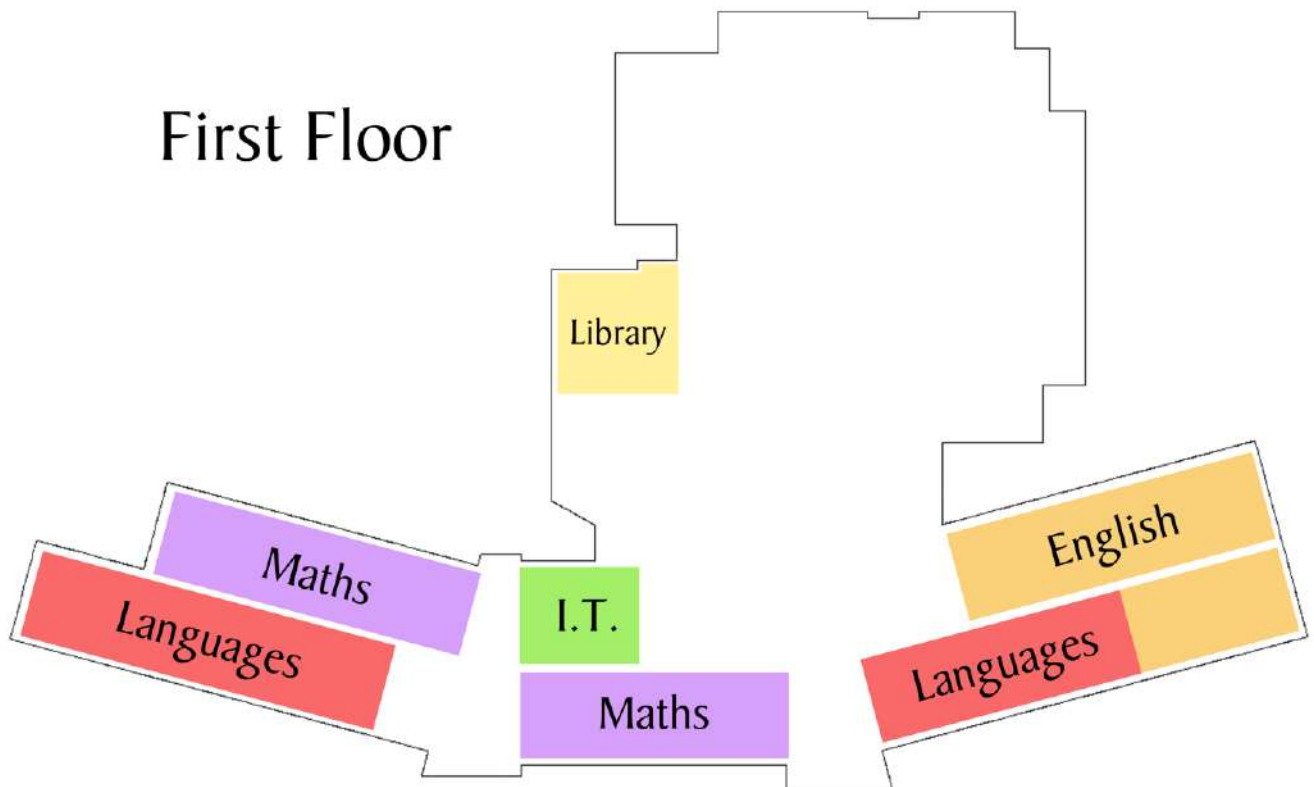 First Floor
Library
Maths
Languages
I.T.
Maths
English
Languages